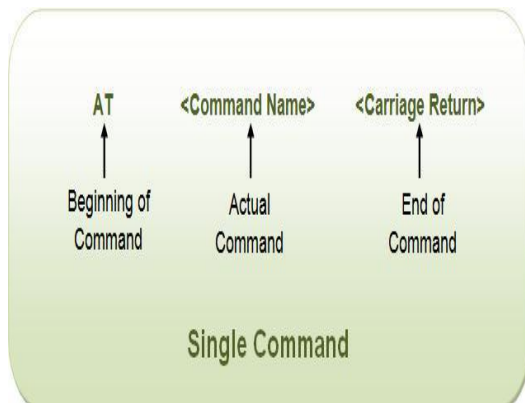 AT <Command Name> <Carriage Return>
Beginning of Command
Actual Command
End of Command
Single Command